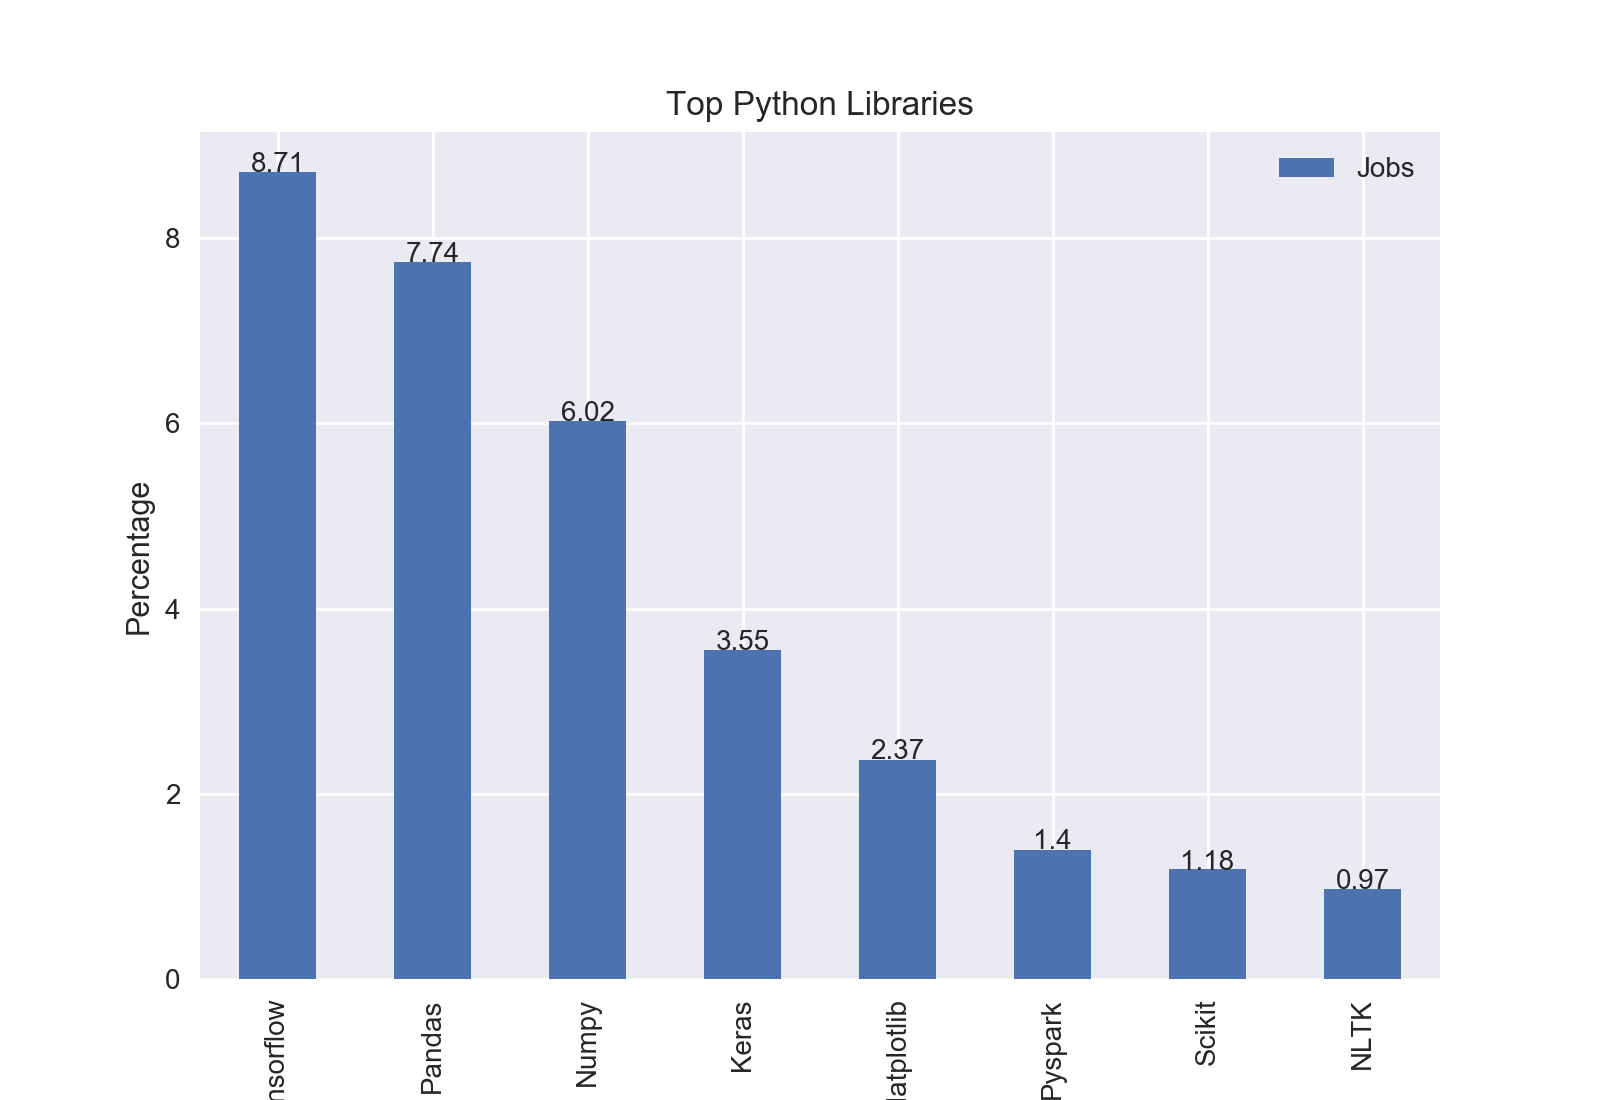 Top Python Libraries
Jobs
8.71
7.74
6.02
3.55
2.37
1.4
1.18
0.97
8
6
4
2
0
Percentage
nsorflow
Pandas
Numpy
Keras
latplotlib
Pyspark
Scikit
NLTK